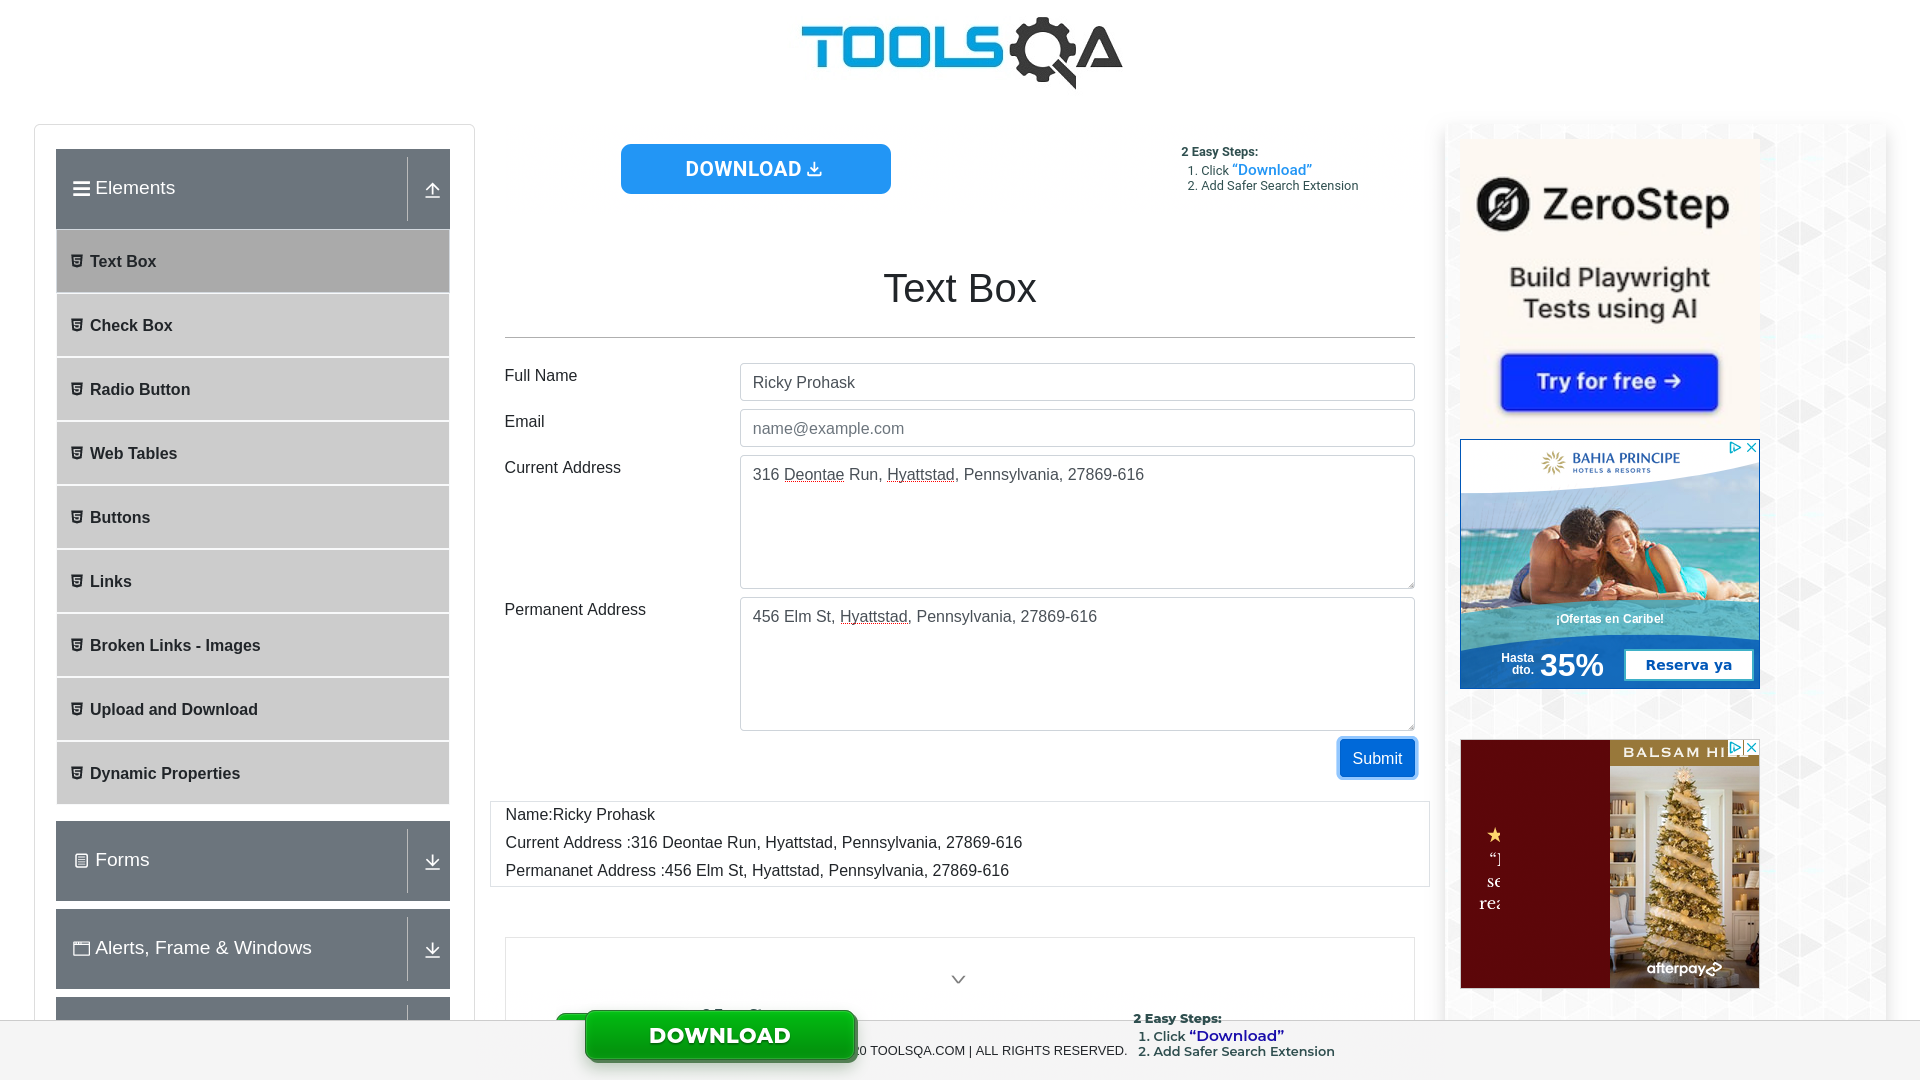 TOOLSQA
Elements
Text Box
Check Box
Radio Button
Web Tables
Buttons
Links
Broken Links - Images
Upload and Download
Dynamic Properties
Forms
Alerts, Frame & Windows
DOWNLOAD
2 Easy Steps:
1. Click “Download”
2. Add Safer Search Extension
Text Box
Full Name
Ricky Prohask
Email
name@example.com
Current Address
316 Deontae Run, Hyattstad, Pennsylvania, 27869-616
Permanent Address
456 Elm St, Hyattstad, Pennsylvania, 27869-616
Submit
Name:Ricky Prohask
Current Address :316 Deontae Run, Hyattstad, Pennsylvania, 27869-616
Permananet Address :456 Elm St, Hyattstad, Pennsylvania, 27869-616
ZeroStep
Build Playwright
Tests using AI
Try for free →
BAHIA PRINCIPE
HOTELS & RESORTS
¡Ofertas en Caribe!
Hasta
dto.
35%
Reserva ya
BALSAM
afterpay
DOWNLOAD
TOOLSQA.COM | ALL RIGHTS RESERVED.
2 Easy Steps:
1. Click “Download”
2. Add Safer Search Extension